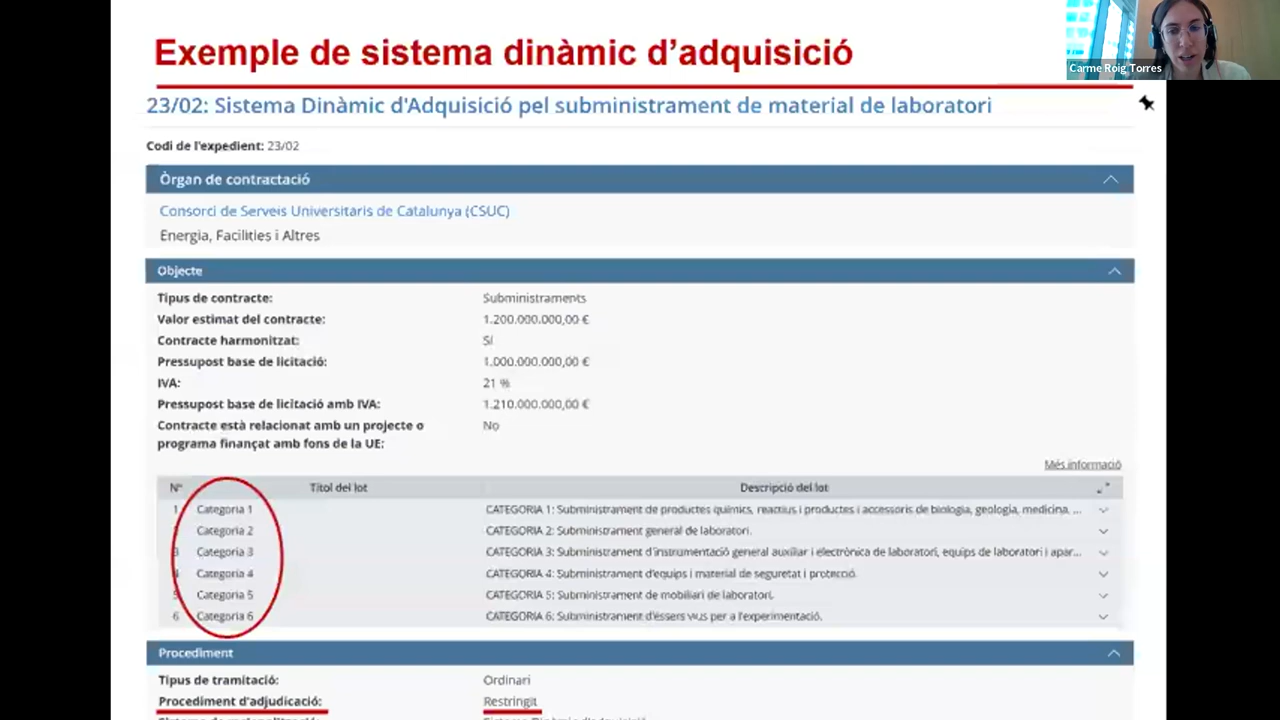 Exemple de sistema dinàmic d'adquisició
Carme Roig Torres
23/02: Sistema Dinàmic d'Adquisició pel subministrament de material de laboratori
Codi de l'expedient: 23/02
Òrgan de contractació
Consorci de Serveis Universitaris de Catalunya (CSUC)
Energia, Facilities i Altres
Objecte
Tipus de contracte: Subministraments
Valor estimat del contracte: 1.200.000.000,00 €
Contracte harmonitzat: Sí
Pressupost base de licitació: 1.000.000.000,00 €
IVA: 21 %
Pressupost base de licitació amb IVA: 1.210.000.000,00 €
Contracte està relacionat amb un projecte o No
programa finançat amb fons de la UE:
Més informació
Nº Títol del lot Descripció del lot
1 Categoria 1 CATEGORIA 1: Subministrament de productes químics, reactius i productes i accessoris de biologia, geologia, medicina, ...
2 Categoria 2 CATEGORIA 2: Subministrament general de laboratori.
3 Categoria 3 CATEGORIA 3: Subministrament d'instrumentació general auxiliar i electrònica de laboratori, equips de laboratori i apar...
4 Categoria 4 CATEGORIA 4: Subministrament d'equips i material de seguretat i protecció.
5 Categoria 5 CATEGORIA 5: Subministrament de mobiliari de laboratori.
6 Categoria 6 CATEGORIA 6: Subministrament d'éssers vius per a l'experimentació.
Procediment
Tipus de tramitació: Ordinari
Procediment d'adjudicació: Restringit